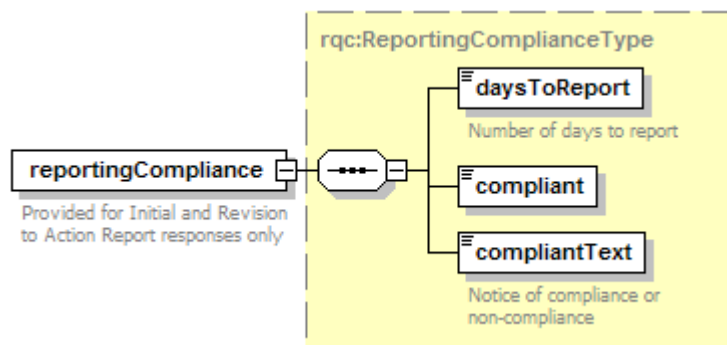 rqc:ReportingComplianceType
daysToReport
Number of days to report
reportingCompliance
Provided for Initial and Revision
to Action Report responses only
compliant
compliantText
Notice of compliance or
non-compliance